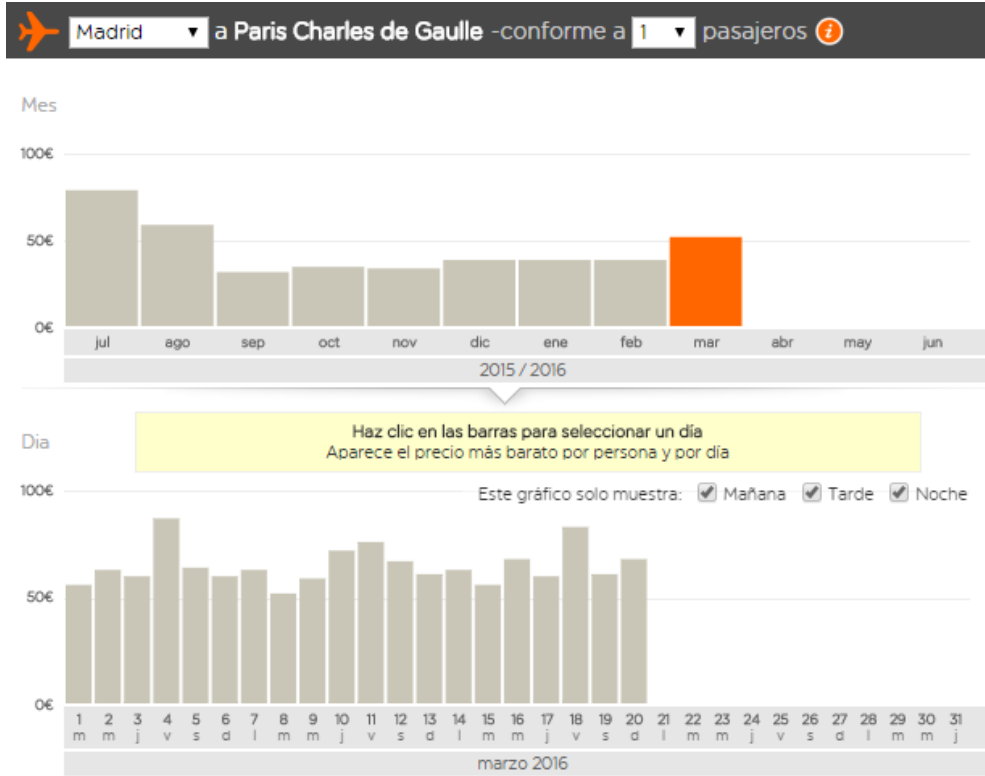 Madrid a Paris Charles de Gaulle -conforme a 1 pasajeros i
Mes
100€
50€
0€
jul ago sep oct nov dic ene feb mar abr may jun
2015 / 2016
Dia
Haz clic en las barras para seleccionar un día
Aparece el precio más barato por persona y por día
100€
Este gráfico solo muestra: Mañana Tarde Noche
50€
0€
1 2 3 4 5 6 7 8 9 10 11 12 13 14 15 16 17 18 19 20 21 22 23 24 25 26 27 28 29 30 31
m m j v s d l m m j v s d l m m j v s d l m m j v s d l m m j
marzo 2016